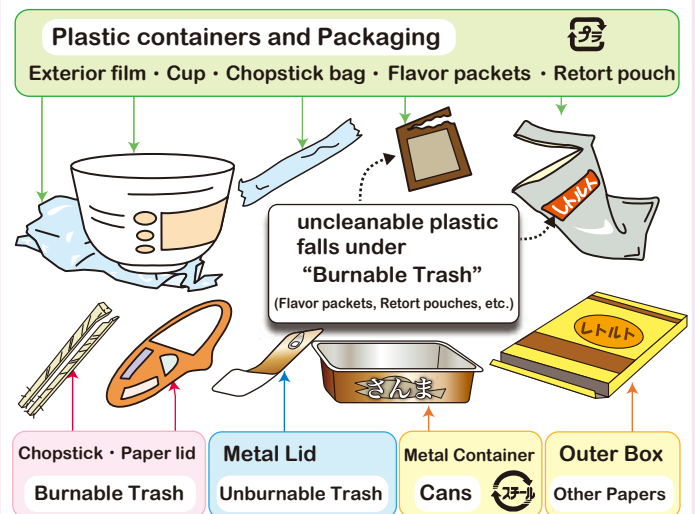 Plastic containers and Packaging
プラ
Exterior film・Cup・Chopstick bag・Flavor packets・Retort pouch
レトルト
uncleanable plastic
falls under
“Burnable Trash”
(Flavor packets, Retort pouches, etc.)
さんま
レトルト
Chopstick・Paper lid
Burnable Trash
Metal Lid
Unburnable Trash
Metal Container
Cans
スチール
Outer Box
Other Papers